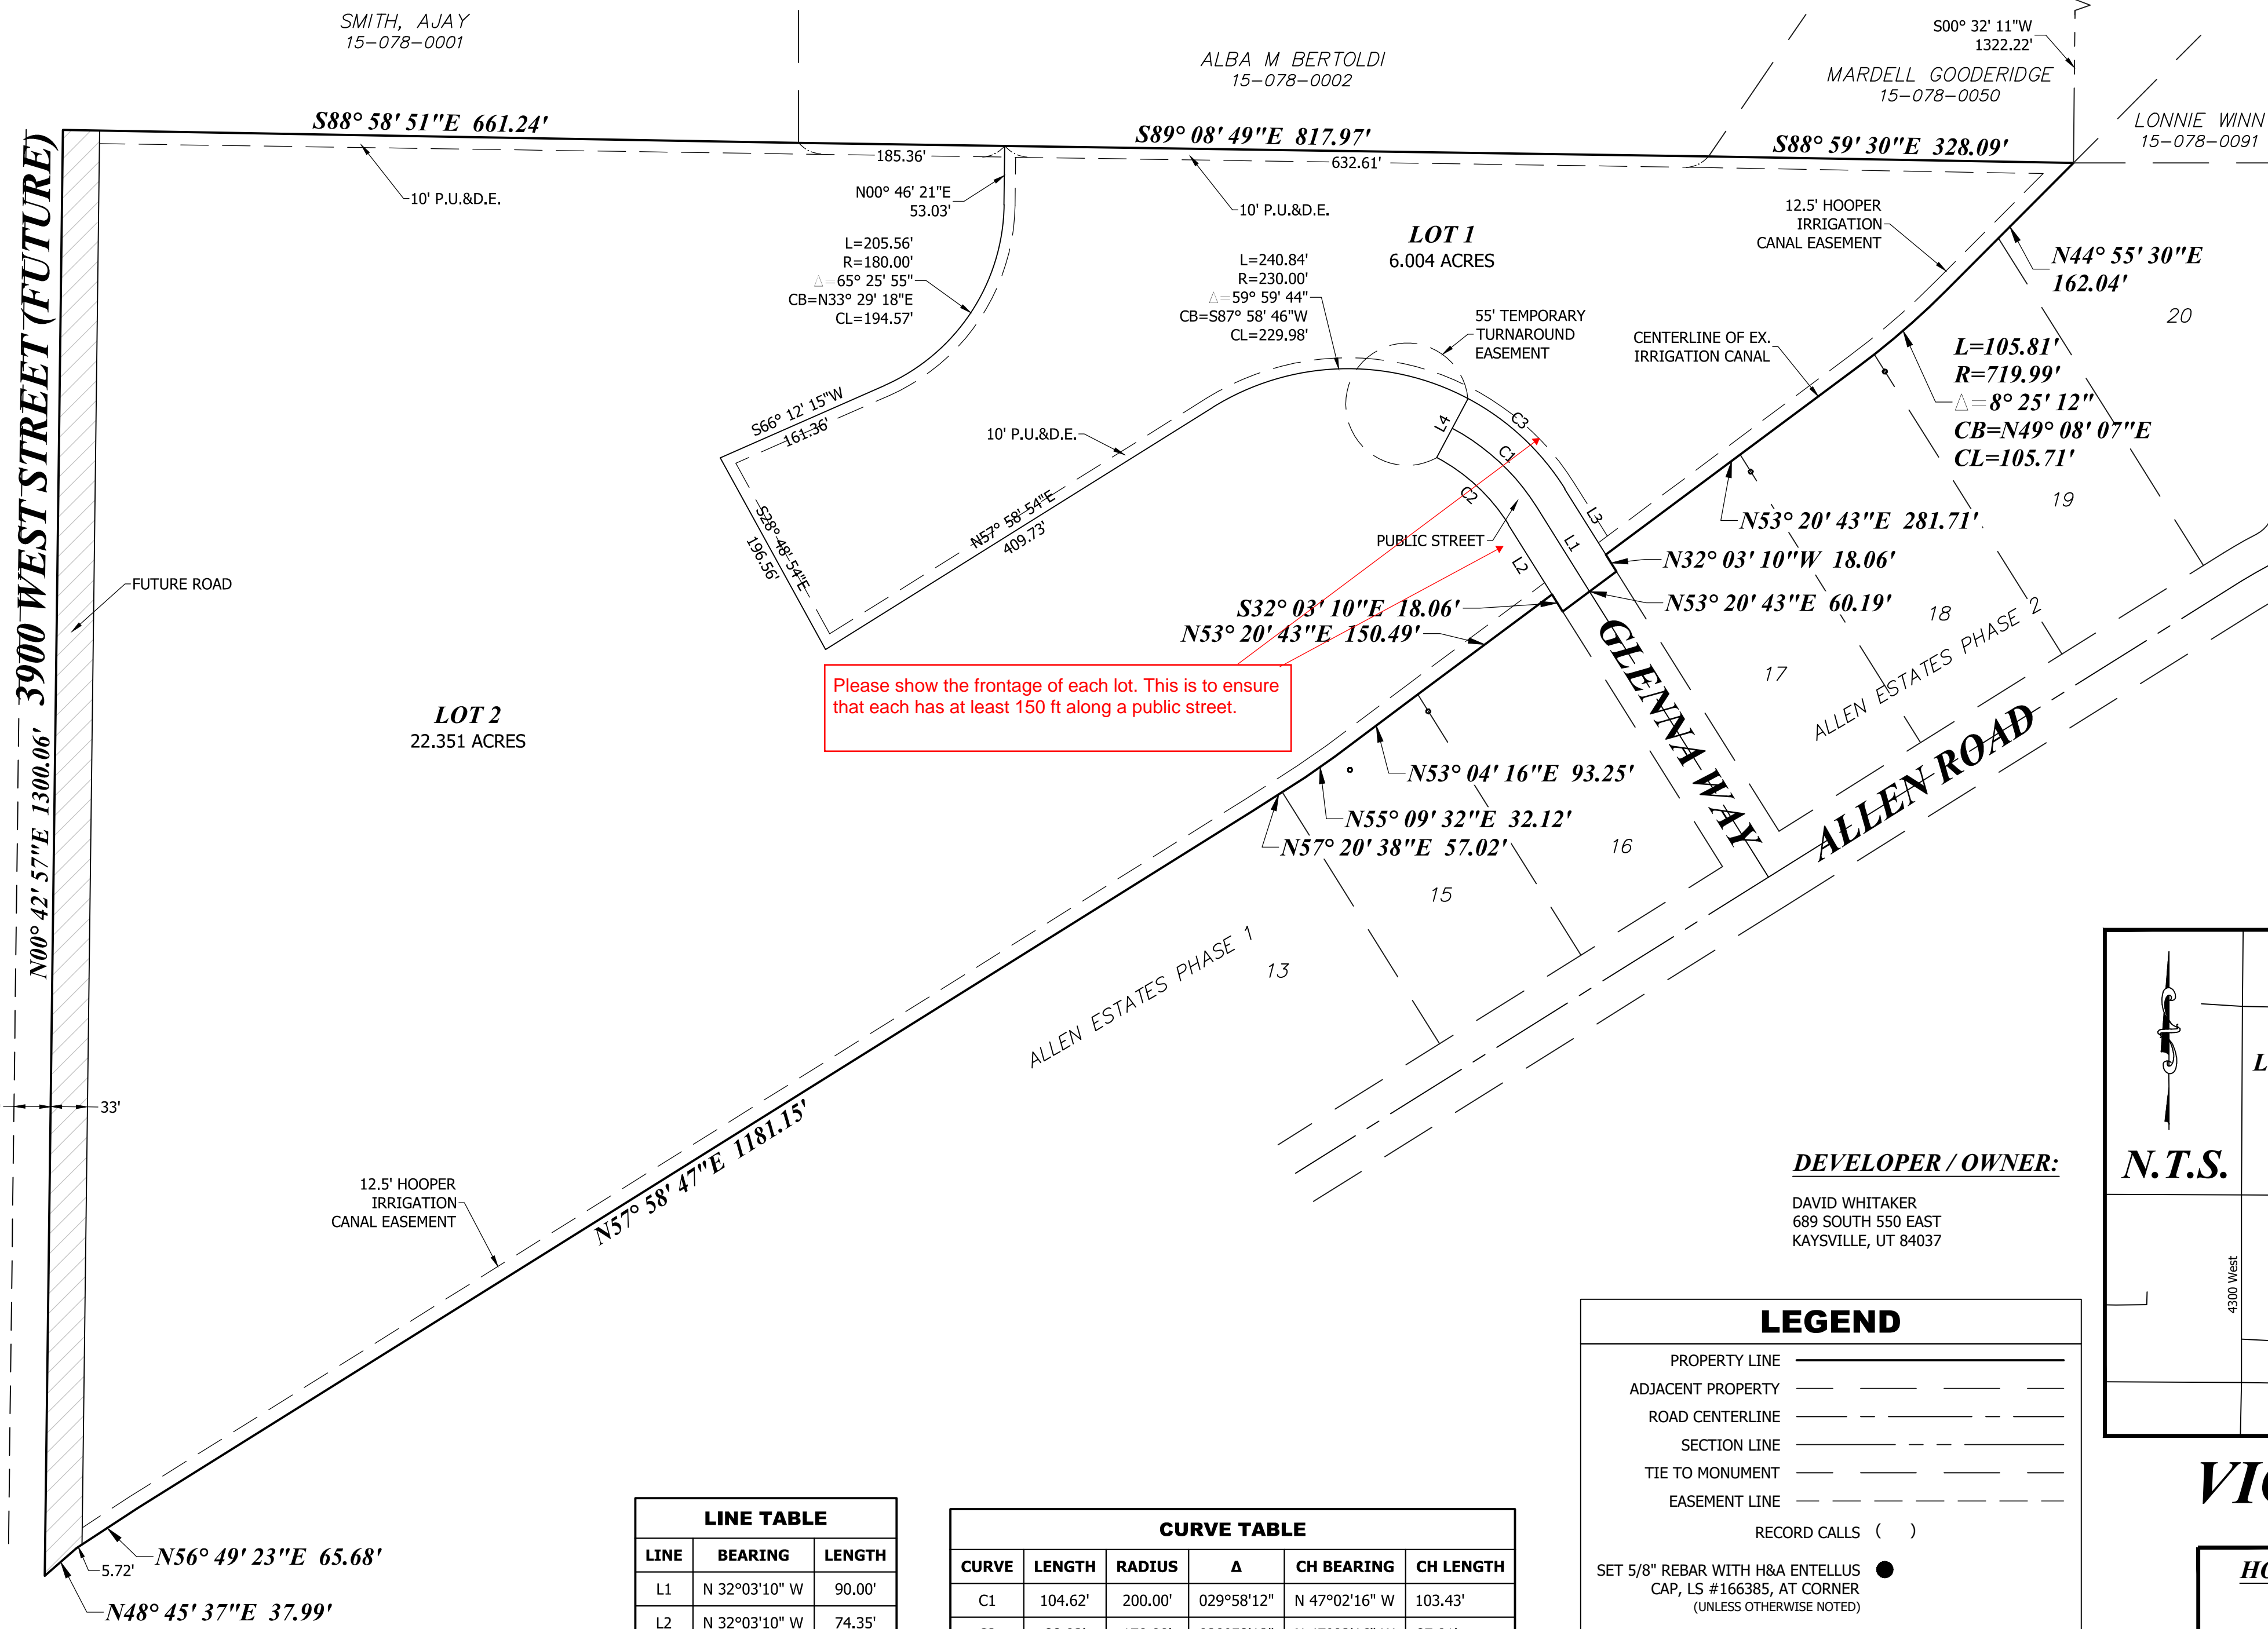 SMITH, AJAY
15-078-0001
ALBA M BERTOLDI
15-078-0002
S00° 32' 11"W
1322.22'
MARDELL GOODERIDGE
15-078-0050
LONNIE WINN
15-078-0091
S88° 58' 51"E 661.24'
S89° 08' 49"E 817.97'
S88° 59' 30"E 328.09'
185.36'
632.61'
10' P.U.&D.E.
N00° 46' 21"E
53.03'
10' P.U.&D.E.
LOT 1
6.004 ACRES
12.5' HOOPER
IRRIGATION
CANAL EASEMENT
N44° 55' 30"E
162.04'
L=205.56'
R=180.00'
Δ=65° 25' 55"
CB=N33° 29' 18"E
CL=194.57'
L=240.84'
R=230.00'
Δ=59° 59' 44"
CB=S87° 58' 46"W
CL=229.98'
55' TEMPORARY
TURNAROUND
EASEMENT
CENTERLINE OF EX.
IRRIGATION CANAL
20
L=105.81'
R=719.99'
Δ=8° 25' 12"
CB=N49° 08' 07"E
CL=105.71'
S66° 12' 15"W
161.36'
10' P.U.&D.E.
L4
C3
C1
C2
L3
L1
L2
19
N53° 20' 43"E 281.71'
N57° 58' 54"E
409.73'
S28° 48' 54"E
196.56'
PUBLIC STREET
N32° 03' 10"W 18.06'
S32° 03' 10"E 18.06'
N53° 20' 43"E 60.19'
N53° 20' 43"E 150.49'
18
17
ALLEN ESTATES PHASE 2
3900 WEST STREET (FUTURE)
N00° 42' 57"E 1300.06'
FUTURE ROAD
GLENNA WAY
ALLEN ROAD
Please show the frontage of each lot. This is to ensure
that each has at least 150 ft along a public street.
LOT 2
22.351 ACRES
N53° 04' 16"E 93.25'
N55° 09' 32"E 32.12'
N57° 20' 38"E 57.02'
16
15
13
ALLEN ESTATES PHASE 1
33'
N57° 58' 47"E 1181.15'
12.5' HOOPER
IRRIGATION
CANAL EASEMENT
DEVELOPER / OWNER:
DAVID WHITAKER
689 SOUTH 550 EAST
KAYSVILLE, UT 84037
N.T.S.
L
4300 West
VI
HO
N56° 49' 23"E 65.68'
5.72'
N48° 45' 37"E 37.99'
LINE TABLE
LINE BEARING LENGTH
L1 N 32°03'10" W 90.00'
L2 N 32°03'10" W 74.35'
CURVE TABLE
CURVE LENGTH RADIUS Δ CH BEARING CH LENGTH
C1 104.62' 200.00' 029°58'12" N 47°02'16" W 103.43'
LEGEND
PROPERTY LINE
ADJACENT PROPERTY
ROAD CENTERLINE
SECTION LINE
TIE TO MONUMENT
EASEMENT LINE
RECORD CALLS ( )
SET 5/8" REBAR WITH H&A ENTELLUS
CAP, LS #166385, AT CORNER
(UNLESS OTHERWISE NOTED)